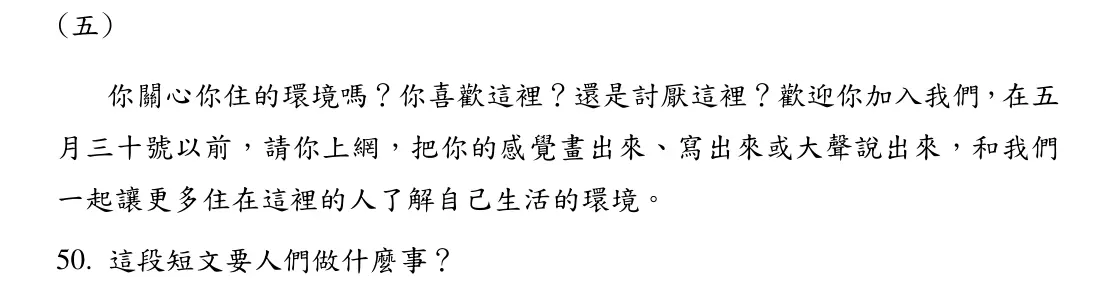 （五）
你關心你住的環境嗎？你喜歡這裡？還是討厭這裡？歡迎你加入我們，在五
月三十號以前，請你上網，把你的感覺畫出來、寫出來或大聲說出來，和我們
一起讓更多住在這裡的人了解自己生活的環境。
50. 這段短文要人們做什麼事？